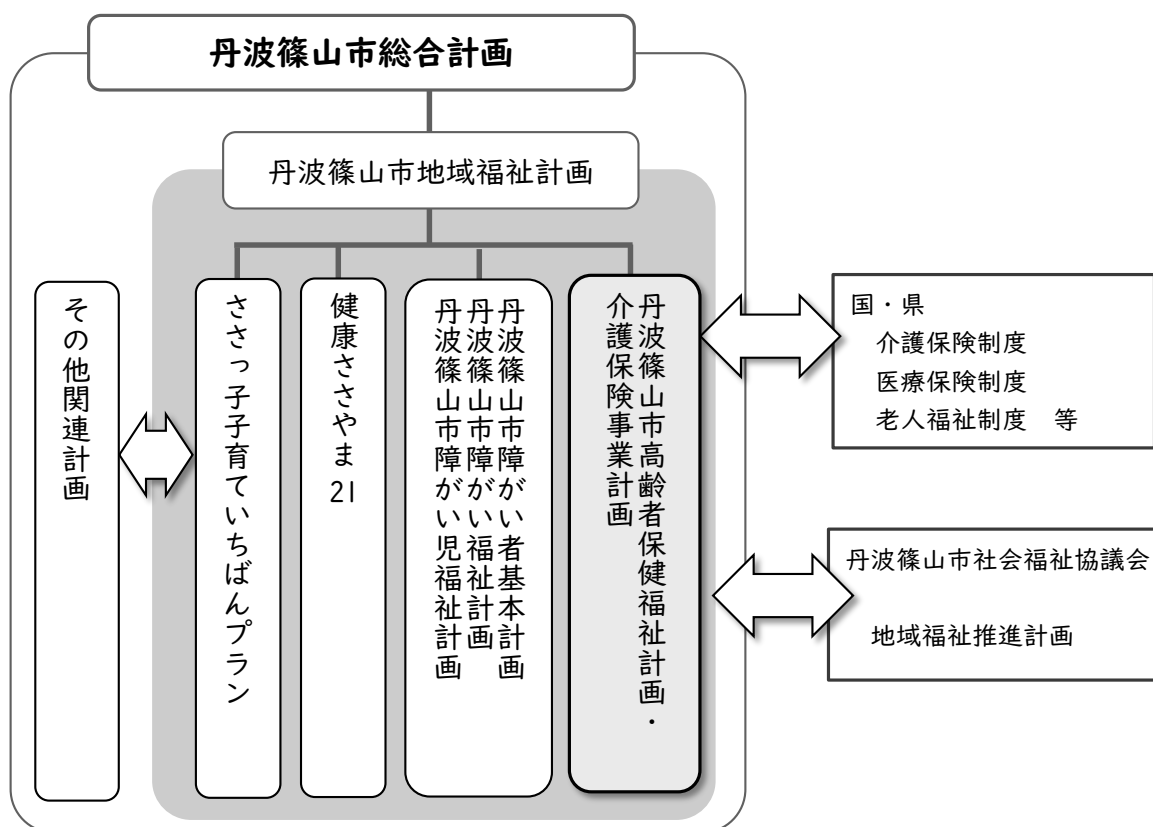 丹波篠山市総合計画
丹波篠山市地域福祉計画
その他関連計画
ささっ子子育ていちばんプラン
健康ささやま21
丹波篠山市障がい者基本計画
丹波篠山市障がい福祉計画
丹波篠山市障がい児福祉計画
丹波篠山市高齢者保健福祉計画・
介護保険事業計画
国・県
介護保険制度
医療保険制度
老人福祉制度　等
丹波篠山市社会福祉協議会
地域福祉推進計画